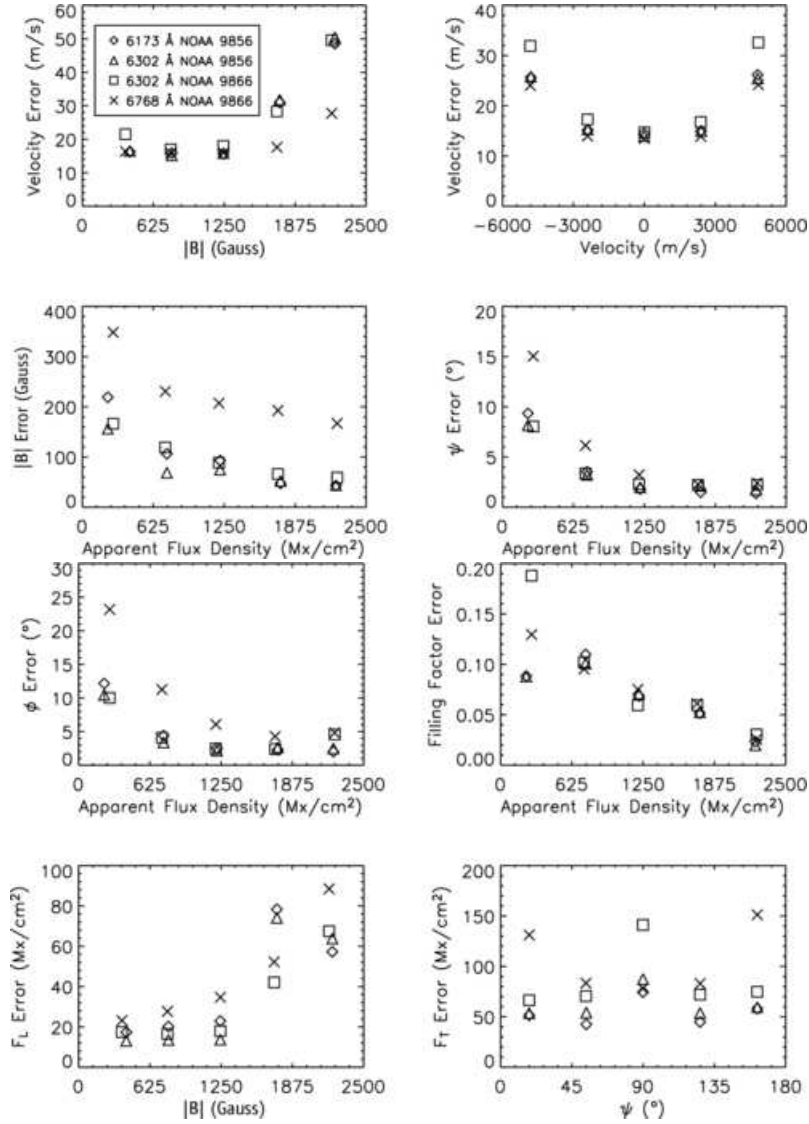 Velocity Error (m/s)
60
50
40
30
20
10
0
◇ 6173 Å NOAA 9856
△ 6302 Å NOAA 9856
□ 6302 Å NOAA 9866
× 6768 Å NOAA 9866
0 625 1250 1875 2500
|B| (Gauss)
Velocity Error (m/s)
40
30
20
10
0
−6000 −3000 0 3000 6000
Velocity (m/s)
|B| Error (Gauss)
400
300
200
100
0
0 625 1250 1875 2500
Apparent Flux Density (Mx/cm²)
ψ Error (°)
20
15
10
5
0
0 625 1250 1875 2500
Apparent Flux Density (Mx/cm²)
ϕ Error (°)
30
25
20
15
10
5
0
0 625 1250 1875 2500
Apparent Flux Density (Mx/cm²)
Filling Factor Error
0.20
0.15
0.10
0.05
0.00
0 625 1250 1875 2500
Apparent Flux Density (Mx/cm²)
F_L Error (Mx/cm²)
100
80
60
40
20
0
0 625 1250 1875 2500
|B| (Gauss)
F_T Error (Mx/cm²)
200
150
100
50
0
0 45 90 135 180
ψ (°)